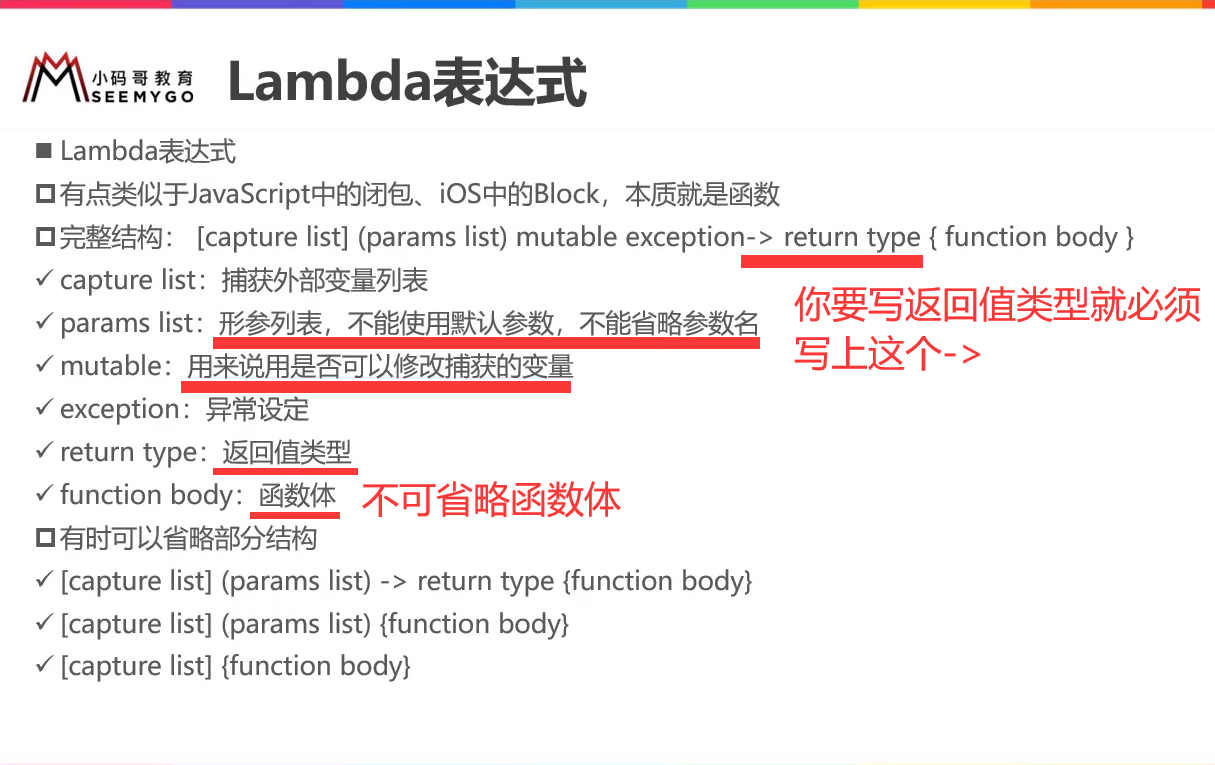 小码哥教育
SEEMYGO
Lambda表达式
■ Lambda表达式
有点类似于JavaScript中的闭包、iOS中的Block，本质就是函数
完整结构： [capture list] (params list) mutable exception-> return type { function body }
✓ capture list：捕获外部变量列表
✓ params list：形参列表，不能使用默认参数，不能省略参数名
你要写返回值类型就必须
写上这个->
✓ mutable：用来说用是否可以修改捕获的变量
✓ exception：异常设定
✓ return type：返回值类型
✓ function body：函数体 不可省略函数体
有时可以省略部分结构
✓ [capture list] (params list) -> return type {function body}
✓ [capture list] (params list) {function body}
✓ [capture list] {function body}